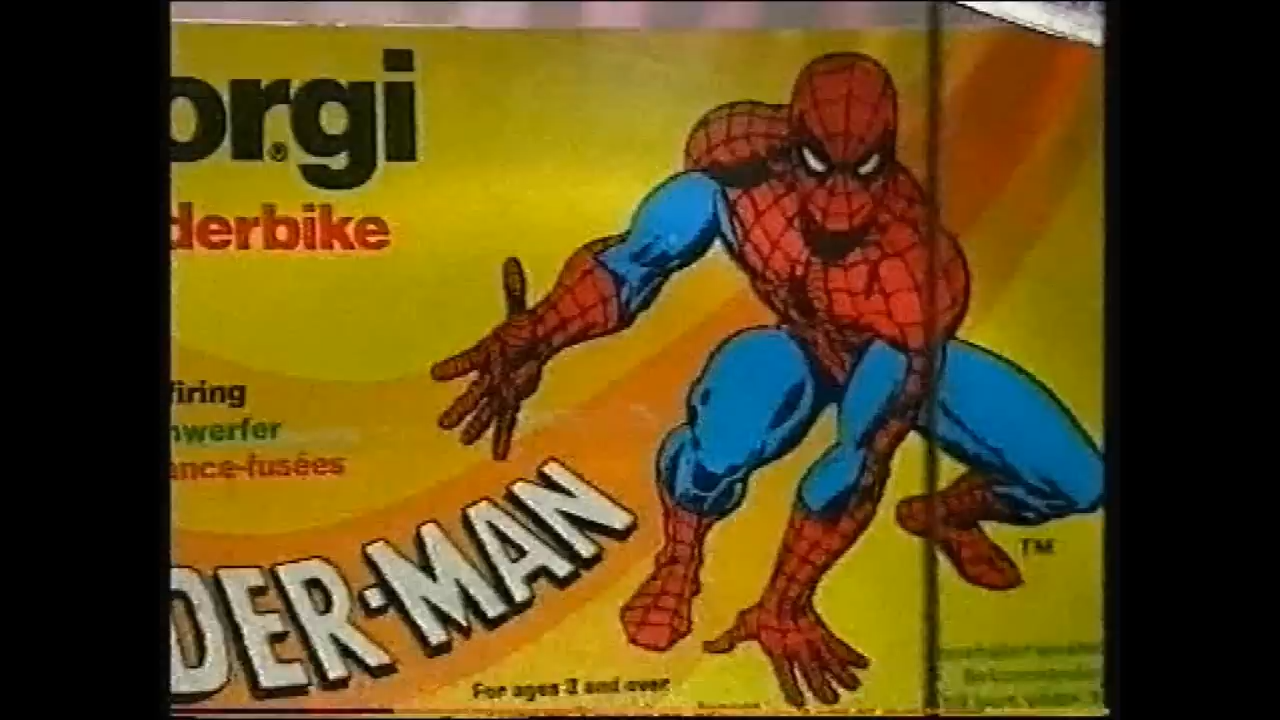 orgi
derbike
firing
nwerfer
ance-fusées
DER-MAN
TM
For ages 3 and over